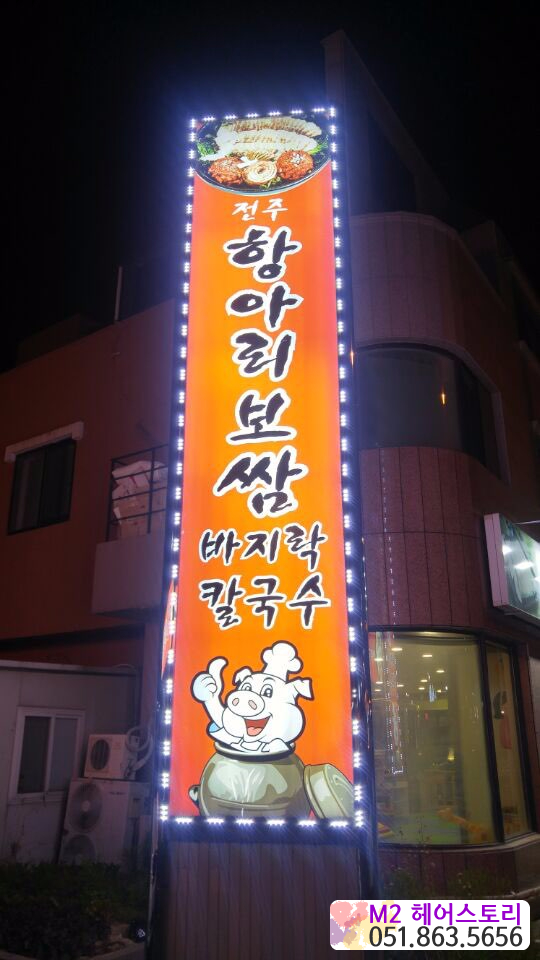 전주
항아리보쌈
바지락
칼국수
M2 헤어스토리
051.863.5656